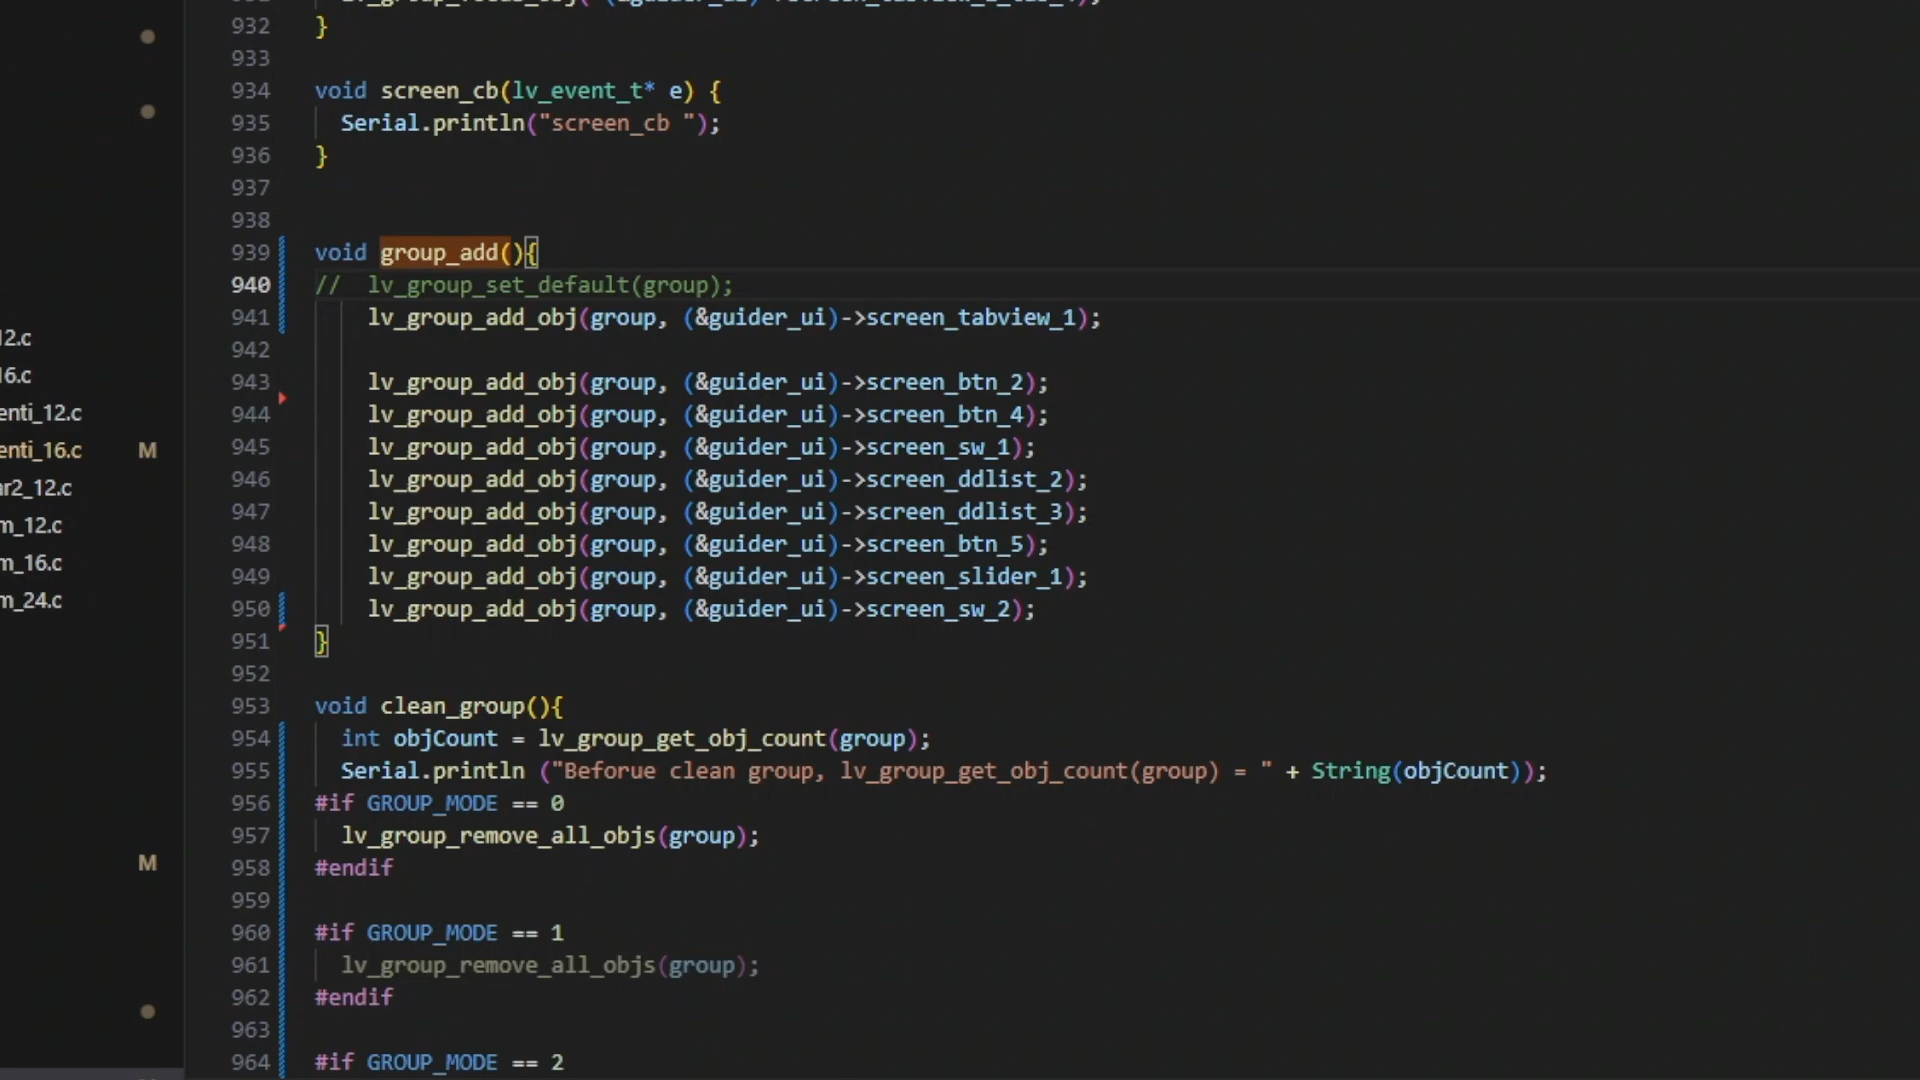 932 }
933
934 void screen_cb(lv_event_t* e) {
935 Serial.println("screen_cb ");
936 }
937
938
939 void group_add(){
940 // lv_group_set_default(group);
941 lv_group_add_obj(group, (&guider_ui)->screen_tabview_1);
942
943 lv_group_add_obj(group, (&guider_ui)->screen_btn_2);
944 lv_group_add_obj(group, (&guider_ui)->screen_btn_4);
945 lv_group_add_obj(group, (&guider_ui)->screen_sw_1);
946 lv_group_add_obj(group, (&guider_ui)->screen_ddlist_2);
947 lv_group_add_obj(group, (&guider_ui)->screen_ddlist_3);
948 lv_group_add_obj(group, (&guider_ui)->screen_btn_5);
949 lv_group_add_obj(group, (&guider_ui)->screen_slider_1);
950 lv_group_add_obj(group, (&guider_ui)->screen_sw_2);
951 }
952
953 void clean_group(){
954 int objCount = lv_group_get_obj_count(group);
955 Serial.println ("Beforue clean group, lv_group_get_obj_count(group) = " + String(objCount));
956 #if GROUP_MODE == 0
957 lv_group_remove_all_objs(group);
958 #endif
959
960 #if GROUP_MODE == 1
961 lv_group_remove_all_objs(group);
962 #endif
963
964 #if GROUP_MODE == 2
12.c
16.c
enti_12.c
enti_16.c M
ar2_12.c
m_12.c
m_16.c
m_24.c
M